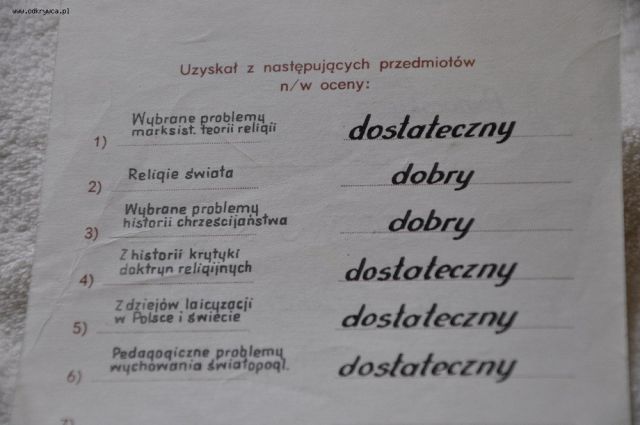 www.odkrywca.pl
Uzyskał z następujących przedmiotów
n/w oceny:
Wybrane problemy
1) marksist. teorii religii dostateczny
2) Religie świata dobry
Wybrane problemy
3) historii chrześcijaństwa dobry
Z historii krytyki
4) doktryn religijnych dostateczny
Z dziejów laicyzacji
5) w Polsce i świecie dostateczny
Pedagogiczne problemy
6) wychowania światopogl. dostateczny